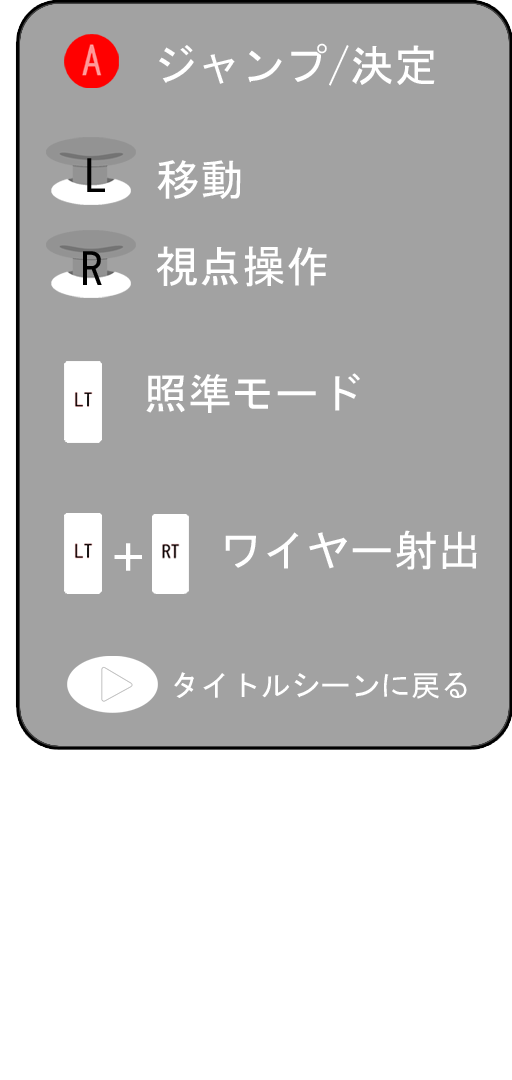 A ジャンプ/決定
L 移動
R 視点操作
LT 照準モード
LT + RT ワイヤー射出
タイトルシーンに戻る